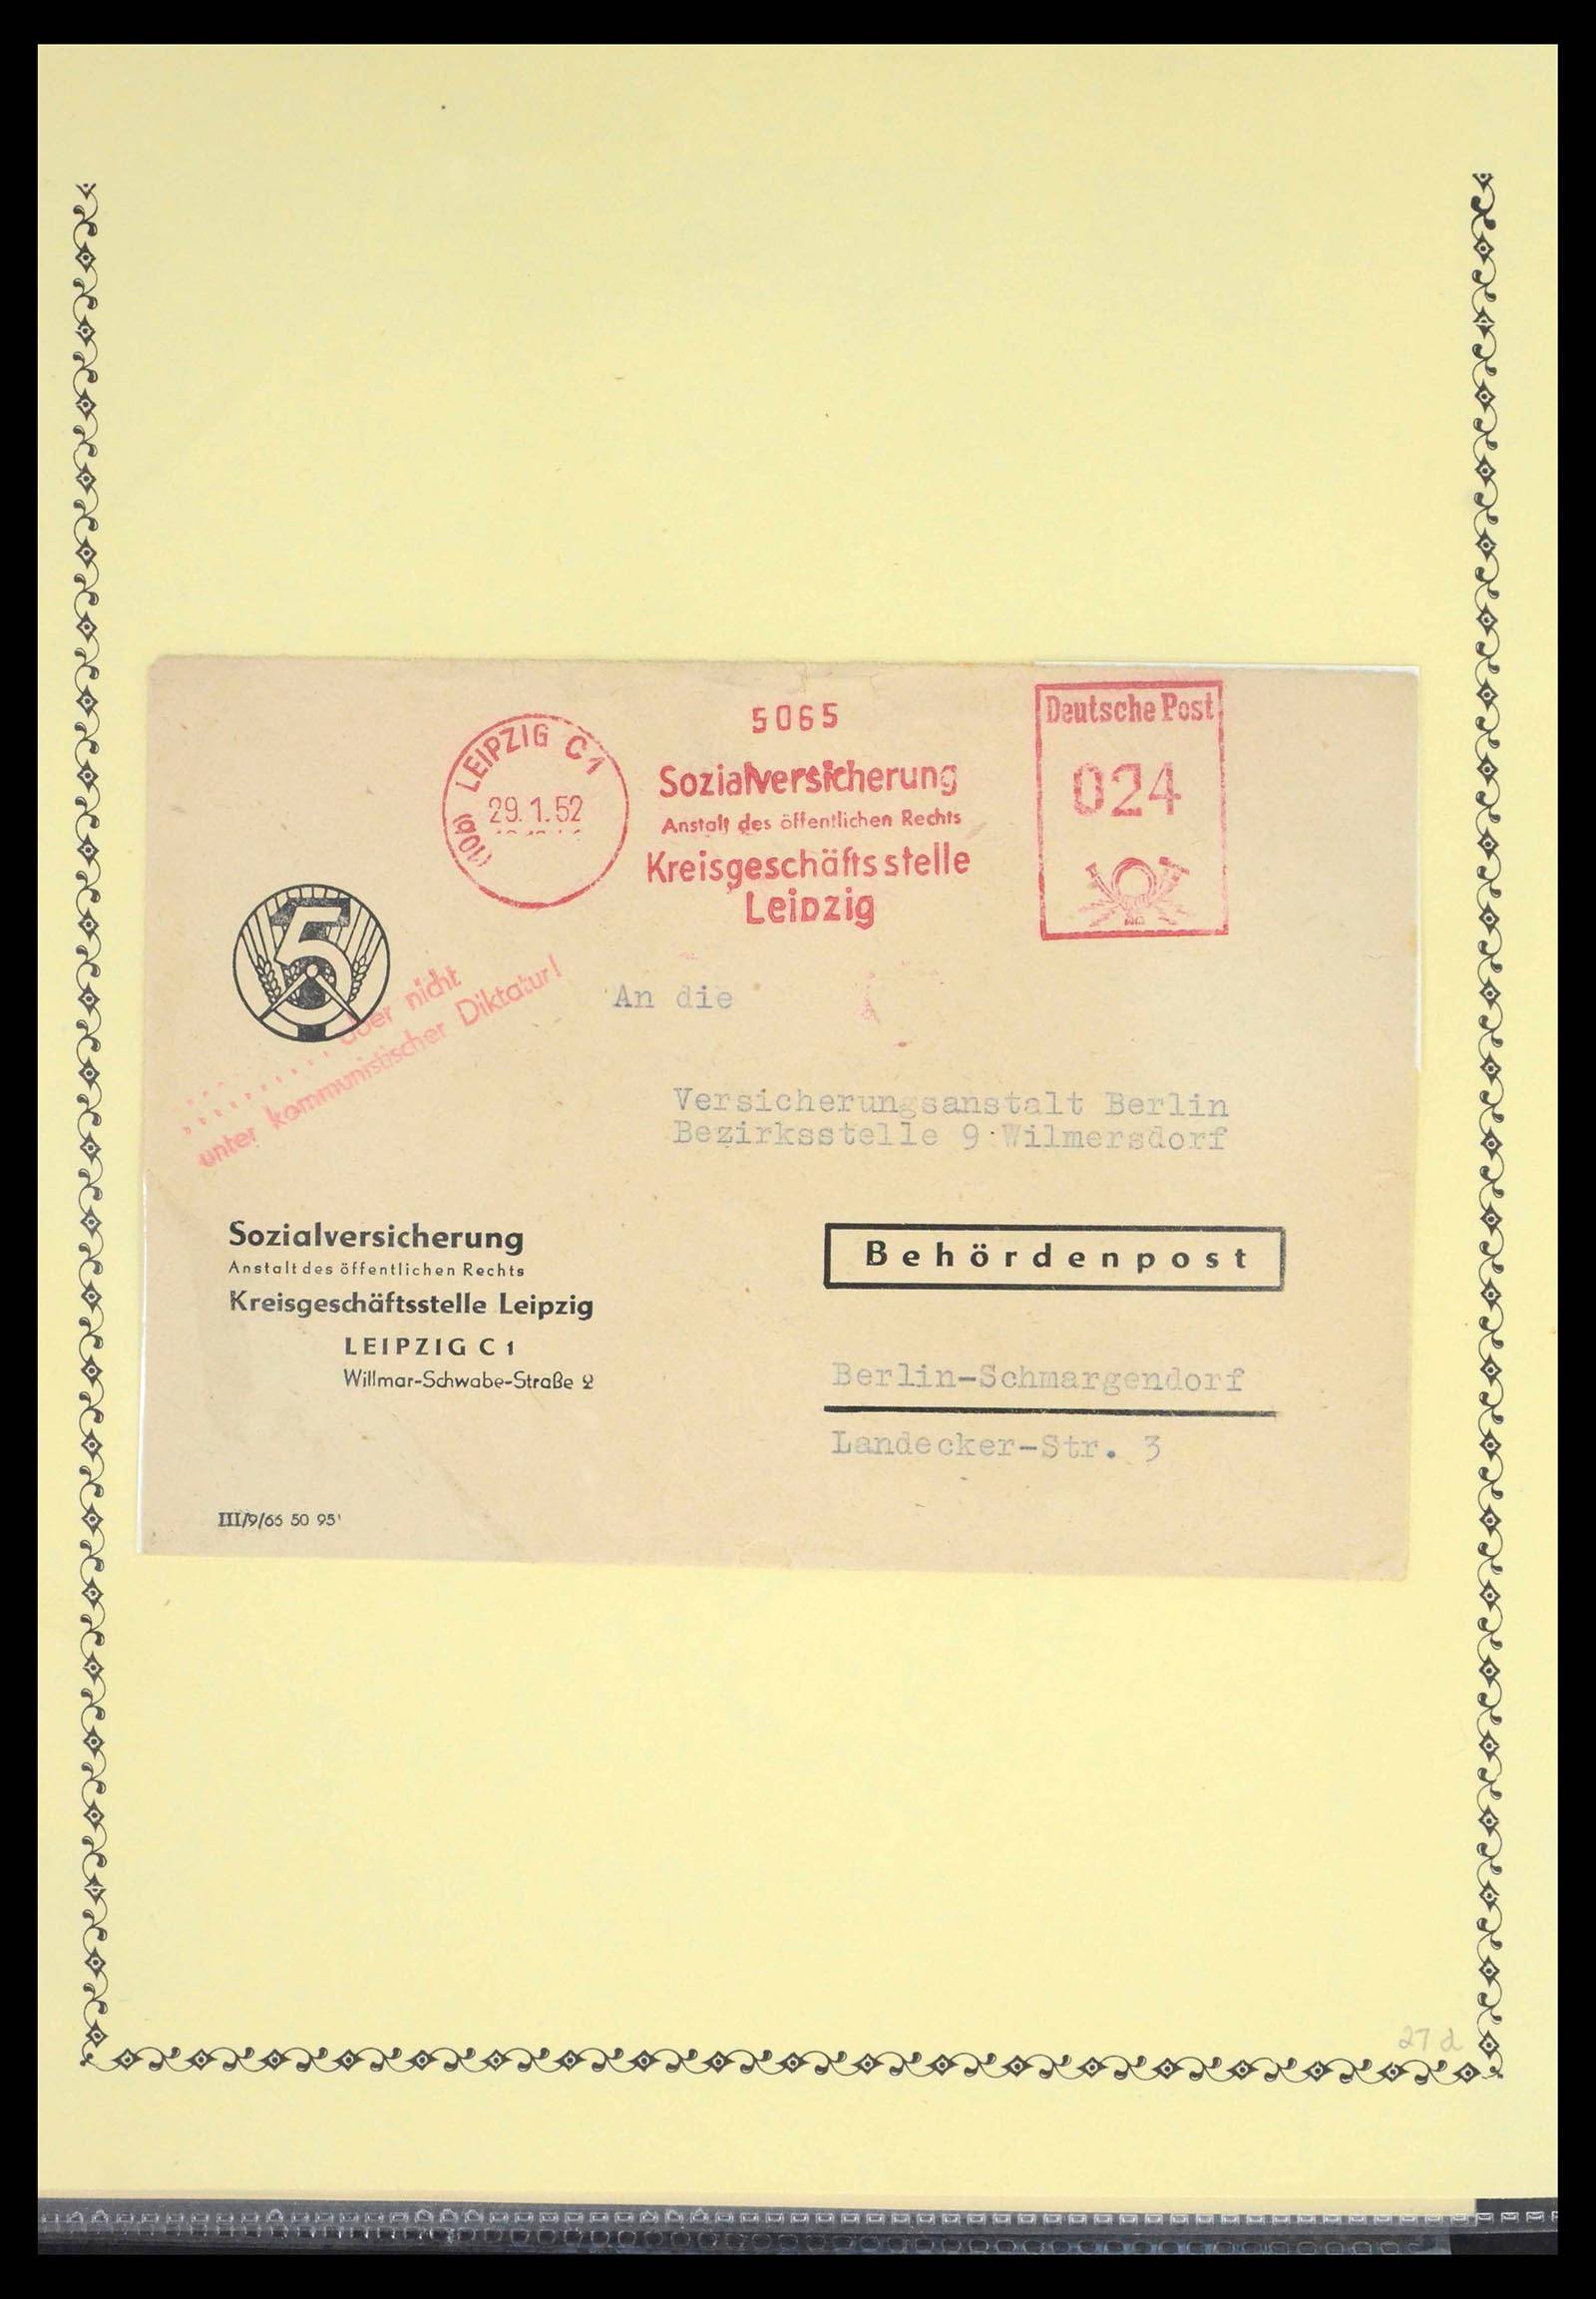 5065
Deutsche Post
(10b) LEIPZIG C1
29.1.52
Sozialversicherung
Anstalt des öffentlichen Rechts
Kreisgeschäftsstelle
Leipzig
024
5
aber nicht
unter kommunistischer Diktatur!
An die
Versicherungsanstalt Berlin
Bezirksstelle 9 Wilmersdorf
Sozialversicherung
Anstalt des öffentlichen Rechts
Kreisgeschäftsstelle Leipzig
LEIPZIG C 1
Willmar-Schwabe-Straße 2
Behördenpost
Berlin-Schmargendorf
Landecker-Str. 3
III/9/66 50 95
27d